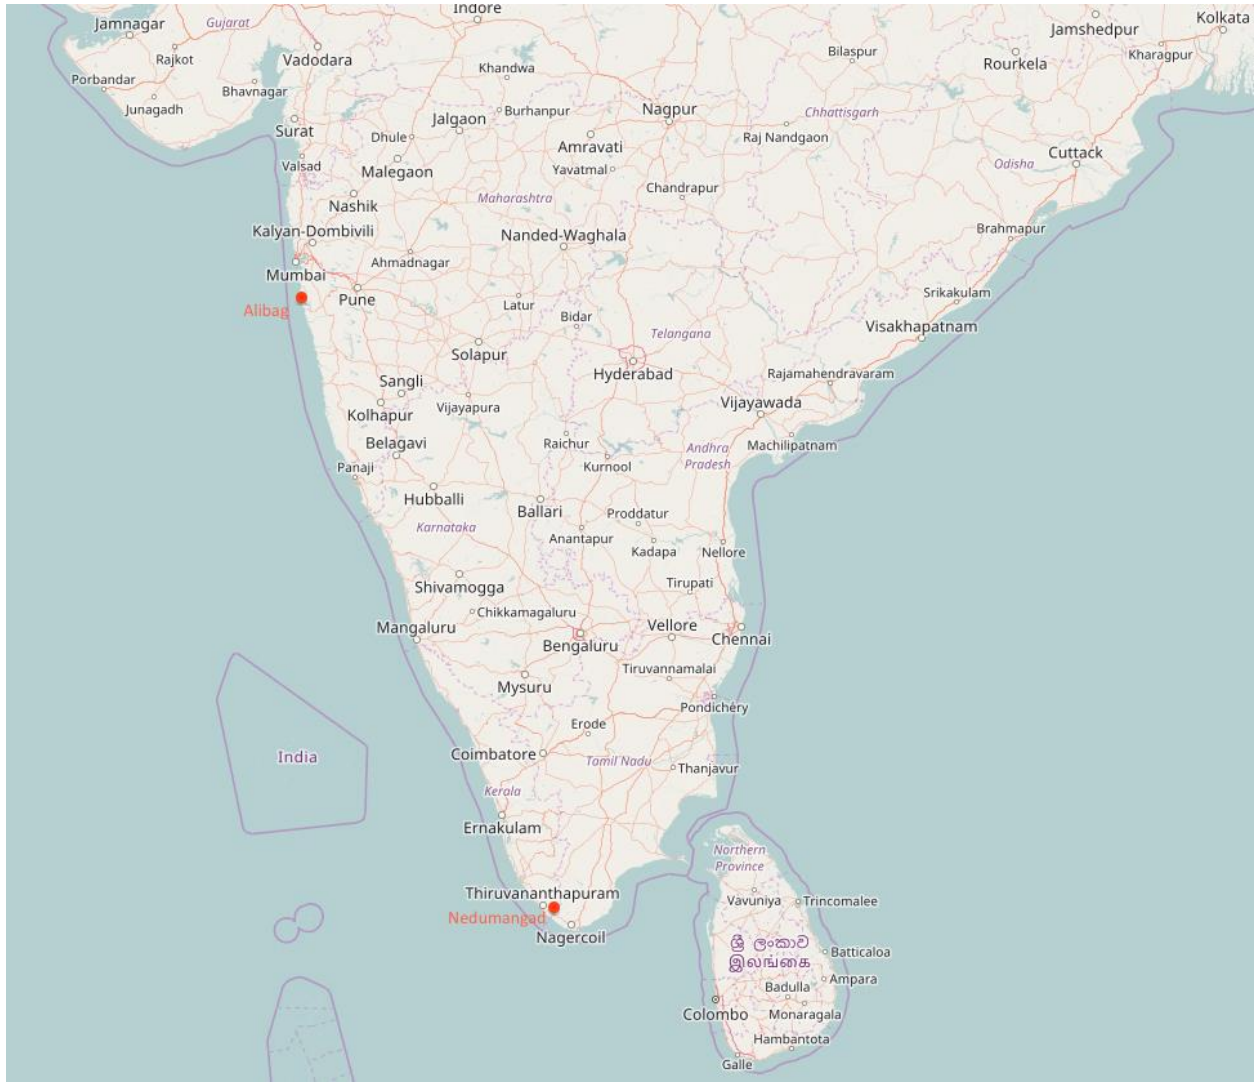 Indore
Kolkata
Jamnagar
Gujarat
Jamshedpur
Rajkot
Vadodara
Bilaspur
Rourkela
Kharagpur
Porbandar
Khandwa
Bhavnagar
Junagadh
Burhanpur
Nagpur
Chhattisgarh
Jalgaon
Surat
Dhule
Amravati
Raj Nandgaon
Cuttack
Valsad
Malegaon
Yavatmal
Odisha
Chandrapur
Maharashtra
Nashik
Kalyan-Dombivili
Nanded-Waghala
Brahmapur
Mumbai
Ahmadnagar
Srikakulam
Pune
Alibag
Latur
Bidar
Telangana
Visakhapatnam
Solapur
Hyderabad
Rajamahendravaram
Sangli
Vijayapura
Vijayawada
Kolhapur
Belagavi
Raichur
Machilipatnam
Andhra
Pradesh
Panaji
Kurnool
Hubballi
Ballari
Proddatur
Karnataka
Anantapur
Kadapa
Nellore
Shivamogga
Tirupati
Chikkamagaluru
Mangaluru
Vellore
Bengaluru
Chennai
Tiruvannamalai
Mysuru
Pondichéry
Erode
Coimbatore
India
Tamil Nadu
Thanjavur
Kerala
Ernakulam
Northern
Province
Thiruvananthapuram
Vavuniya
Trincomalee
Nedumangad
Nagercoil
ශ්‍රී ලංකාව
இலங்கை
Batticaloa
Ampara
Badulla
Colombo
Monaragala
Hambantota
Galle